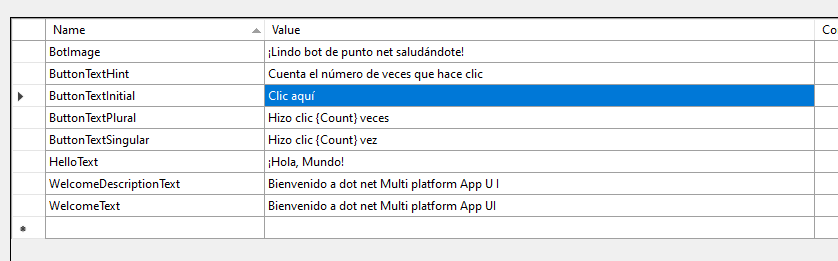 Name Value Co
BotImage ¡Lindo bot de punto net saludándote!
ButtonTextHint Cuenta el número de veces que hace clic
ButtonTextInitial Clic aquí
ButtonTextPlural Hizo clic {Count} veces
ButtonTextSingular Hizo clic {Count} vez
HelloText ¡Hola, Mundo!
WelcomeDescriptionText Bienvenido a dot net Multi platform App U I
WelcomeText Bienvenido a dot net Multi platform App UI